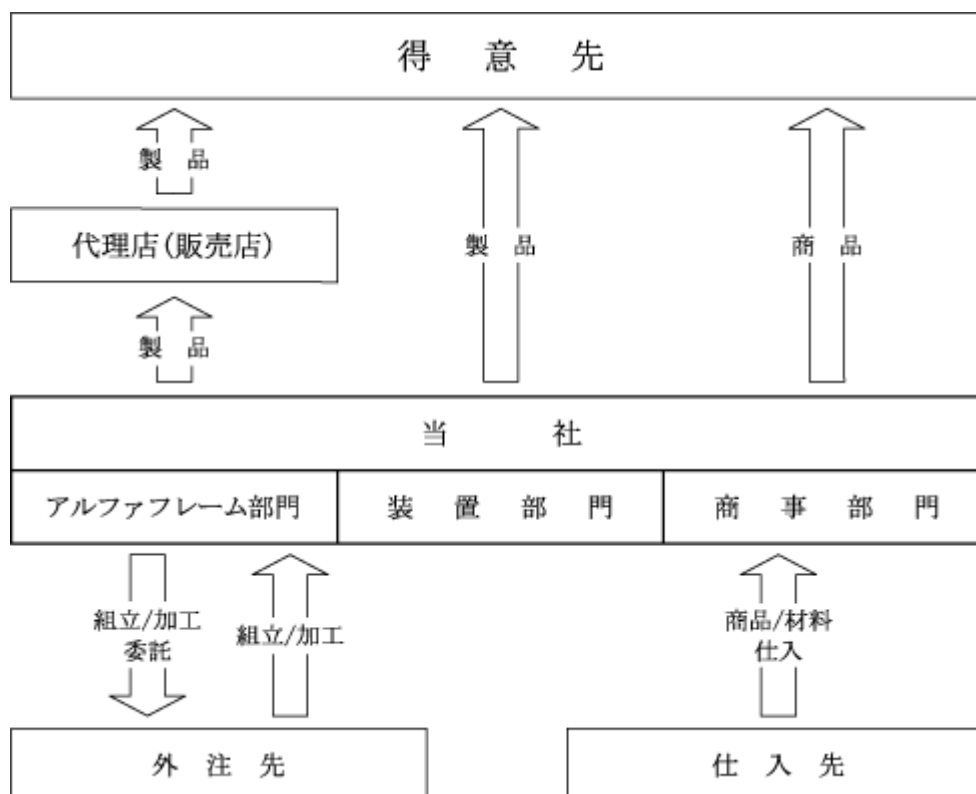 得意先
製品
代理店(販売店)
製品
商品
製品
当社
アルファフレーム部門
装置部門
商事部門
組立/加工
委託
組立/加工
商品/材料
仕入
外注先
仕入先